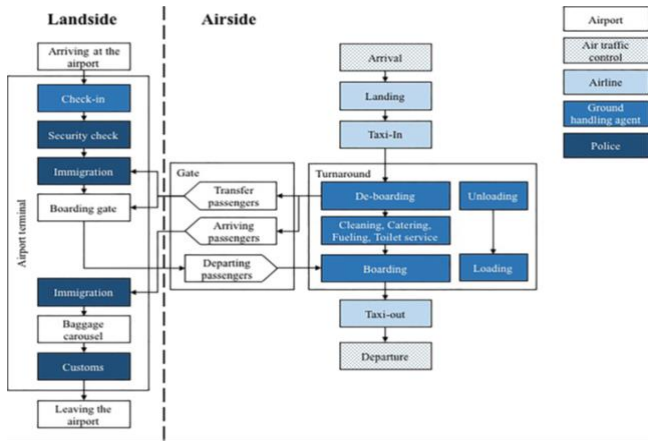 Landside
Airside
Arriving at the
airport
Check-in
Security check
Immigration
Boarding gate
Airport terminal
Immigration
Baggage
carousel
Customs
Leaving the
airport
Gate
Transfer
passengers
Arriving
passengers
Departing
passengers
Arrival
Landing
Taxi-In
Turnaround
De-boarding
Unloading
Cleaning, Catering,
Fueling, Toilet service
Boarding
Loading
Taxi-out
Departure
Airport
Air traffic
control
Airline
Ground
handling agent
Police